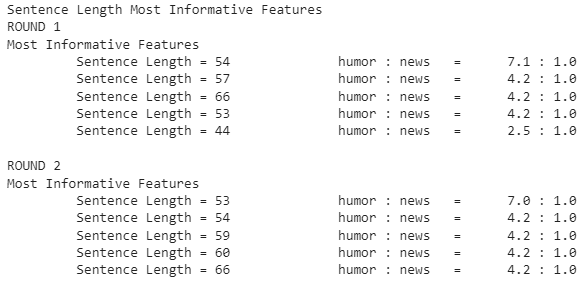 Sentence Length Most Informative Features
ROUND 1
Most Informative Features
Sentence Length = 54 humor : news = 7.1 : 1.0
Sentence Length = 57 humor : news = 4.2 : 1.0
Sentence Length = 66 humor : news = 4.2 : 1.0
Sentence Length = 53 humor : news = 4.2 : 1.0
Sentence Length = 44 humor : news = 2.5 : 1.0
ROUND 2
Most Informative Features
Sentence Length = 53 humor : news = 7.0 : 1.0
Sentence Length = 54 humor : news = 4.2 : 1.0
Sentence Length = 59 humor : news = 4.2 : 1.0
Sentence Length = 60 humor : news = 4.2 : 1.0
Sentence Length = 66 humor : news = 4.2 : 1.0